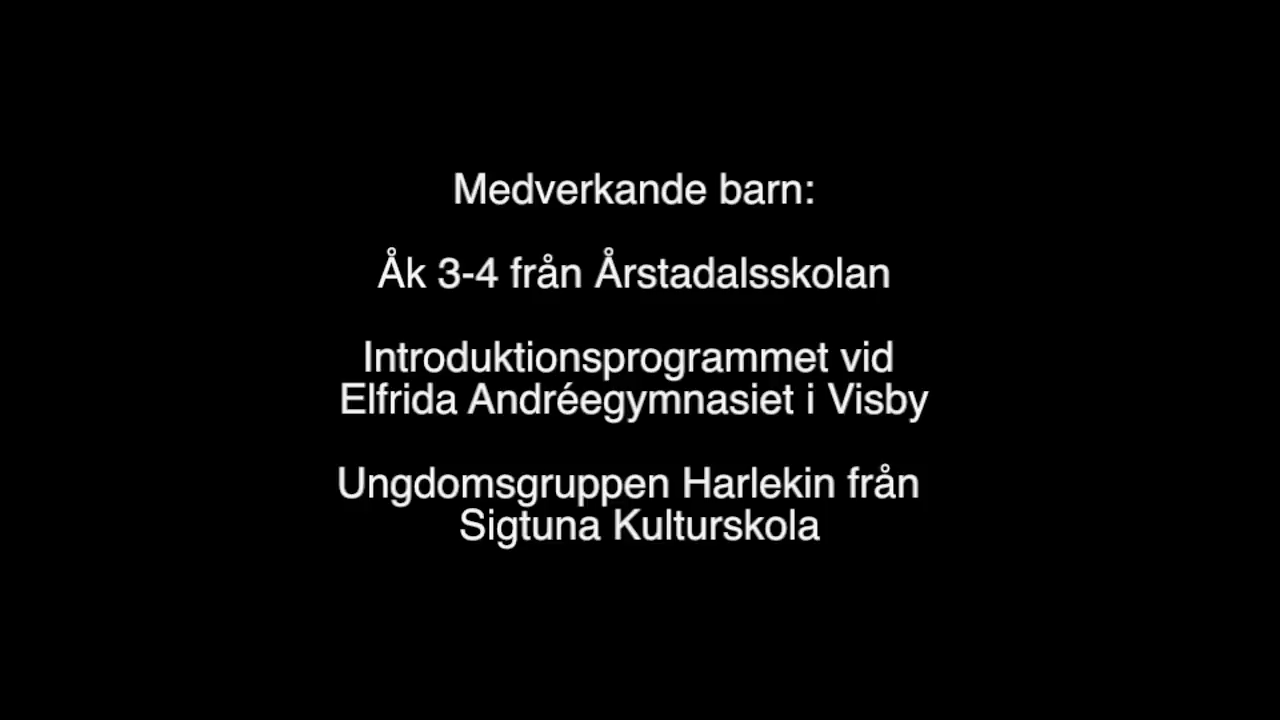 Medverkande barn:
Åk 3-4 från Årstadalsskolan
Introduktionsprogrammet vid
Elfrida Andréegymnasiet i Visby
Ungdomsgruppen Harlekin från
Sigtuna Kulturskola